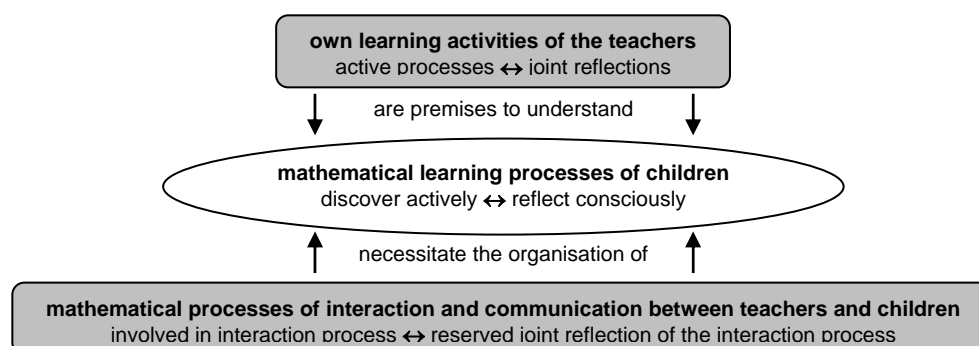 own learning activities of the teachers
active processes ↔ joint reflections
are premises to understand
mathematical learning processes of children
discover actively ↔ reflect consciously
necessitate the organisation of
mathematical processes of interaction and communication between teachers and children
involved in interaction process ↔ reserved joint reflection of the interaction process